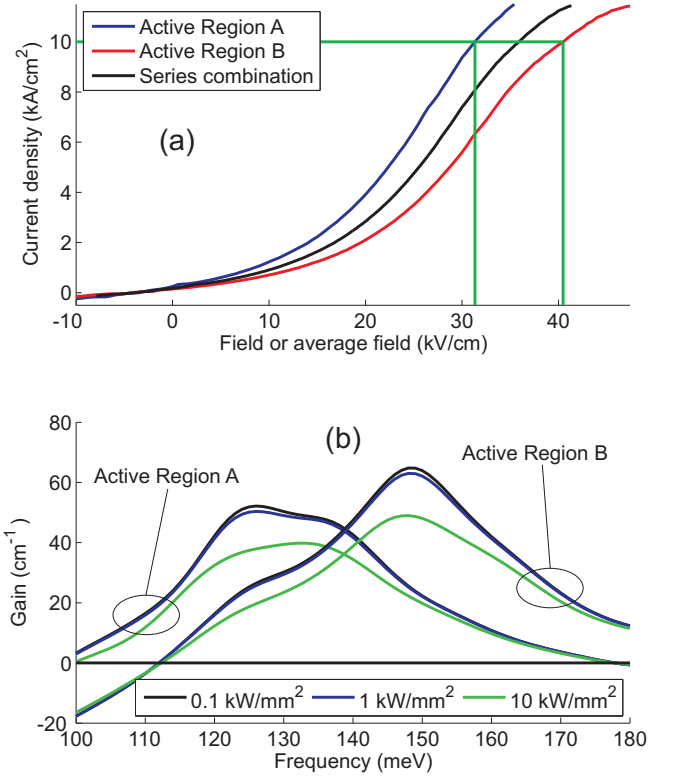 Active Region A
Active Region B
Series combination
(a)
Current density (kA/cm²)
10
8
6
4
2
0
-10 0 10 20 30 40
Field or average field (kV/cm)
(b)
Active Region A
Active Region B
Gain (cm⁻¹)
80
60
40
20
0
-20
0.1 kW/mm² 1 kW/mm² 10 kW/mm²
100 110 120 130 140 150 160 170 180
Frequency (meV)